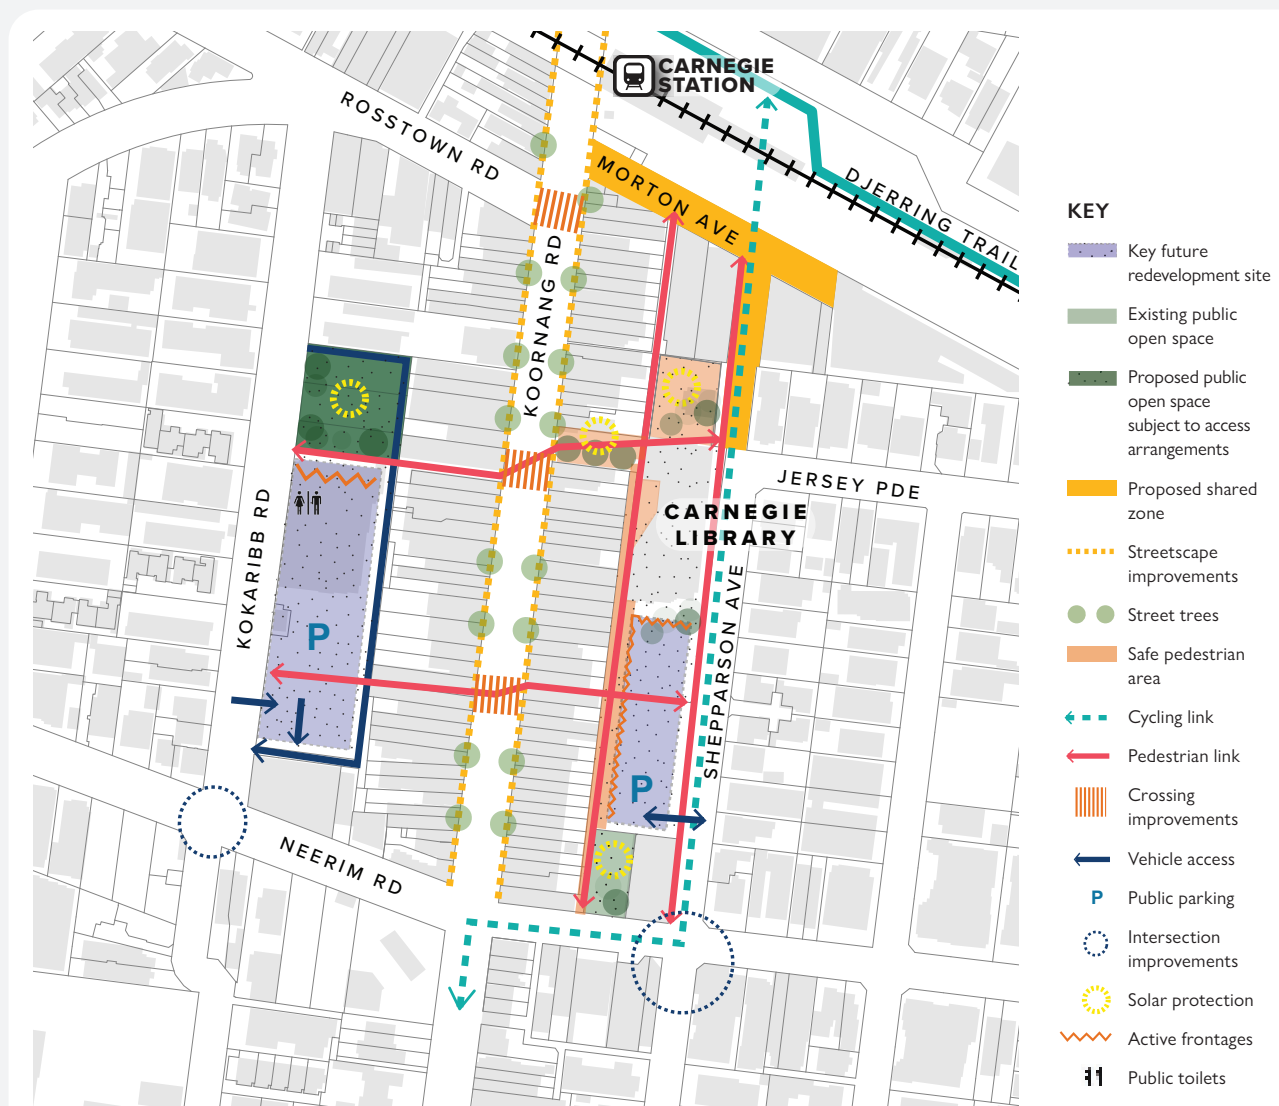 CARNEGIE
STATION
ROSSTOWN RD
MORTON AVE
DJERRING TRAIL
KOORNANG RD
JERSEY PDE
CARNEGIE
LIBRARY
KOKARIBB RD
SHEPPARSON AVE
P
P
NEERIM RD
KEY
Key future
redevelopment site
Existing public
open space
Proposed public
open space
subject to access
arrangements
Proposed shared
zone
Streetscape
improvements
Street trees
Safe pedestrian
area
Cycling link
Pedestrian link
Crossing
improvements
Vehicle access
P Public parking
Intersection
improvements
Solar protection
Active frontages
Public toilets